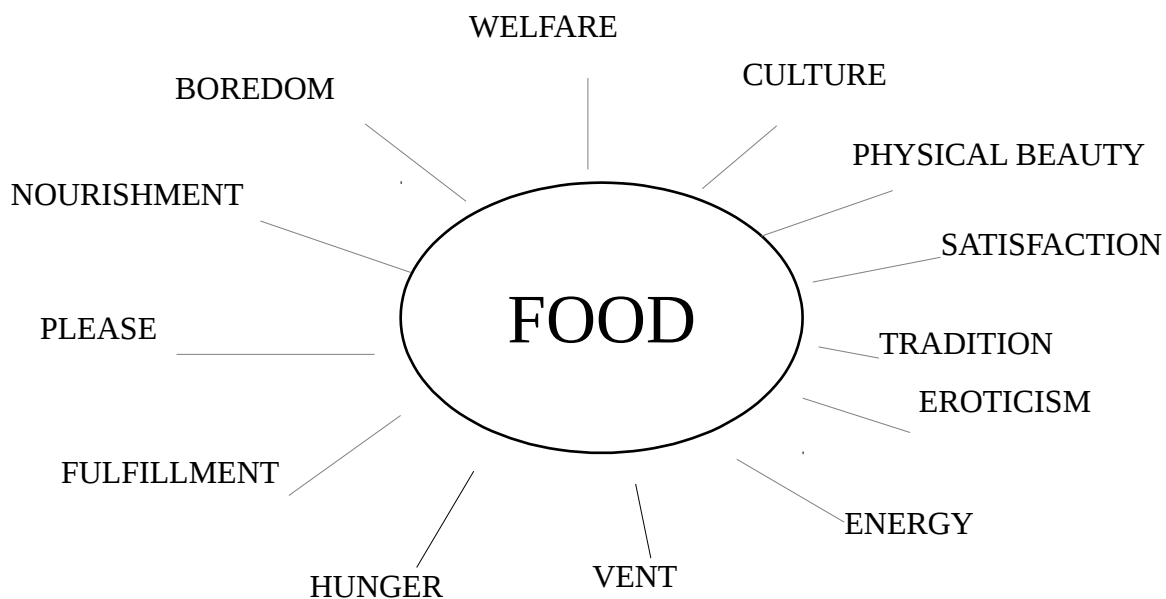 WELFARE
CULTURE
BOREDOM
PHYSICAL BEAUTY
NOURISHMENT
SATISFACTION
FOOD
PLEASE
TRADITION
EROTICISM
FULFILLMENT
ENERGY
HUNGER
VENT